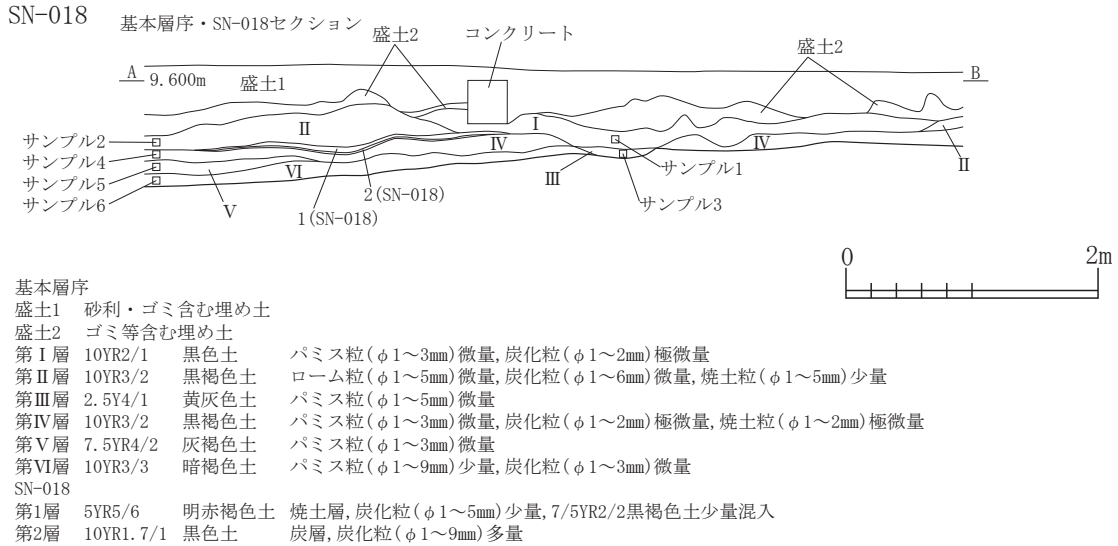 SN-018
基本層序・SN-018セクション
盛土2
コンクリート
盛土2
A
9.600m
盛土1
B
Ⅱ
Ⅰ
サンプル2
Ⅳ
Ⅳ
サンプル4
サンプル1
Ⅱ
サンプル5
Ⅵ
Ⅲ
サンプル6
Ⅴ
2(SN-018)
サンプル3
1(SN-018)
0
2m
基本層序
盛土1 砂利・ゴミ含む埋め土
盛土2 ゴミ等含む埋め土
第Ⅰ層 10YR2/1 黒色土 パミス粒(φ1～3㎜)微量,炭化粒(φ1～2㎜)極微量
第Ⅱ層 10YR3/2 黒褐色土 ローム粒(φ1～5㎜)微量,炭化粒(φ1～6㎜)微量,焼土粒(φ1～5㎜)少量
第Ⅲ層 2.5Y4/1 黄灰色土 パミス粒(φ1～5㎜)微量
第Ⅳ層 10YR3/2 黒褐色土 パミス粒(φ1～3㎜)微量,炭化粒(φ1～2㎜)極微量,焼土粒(φ1～2㎜)極微量
第Ⅴ層 7.5YR4/2 灰褐色土 パミス粒(φ1～3㎜)微量
第Ⅵ層 10YR3/3 暗褐色土 パミス粒(φ1～9㎜)少量,炭化粒(φ1～3㎜)微量
SN-018
第1層 5YR5/6 明赤褐色土 焼土層,炭化粒(φ1～5㎜)少量,7/5YR2/2黒褐色土少量混入
第2層 10YR1.7/1 黒色土 炭層,炭化粒(φ1～9㎜)多量